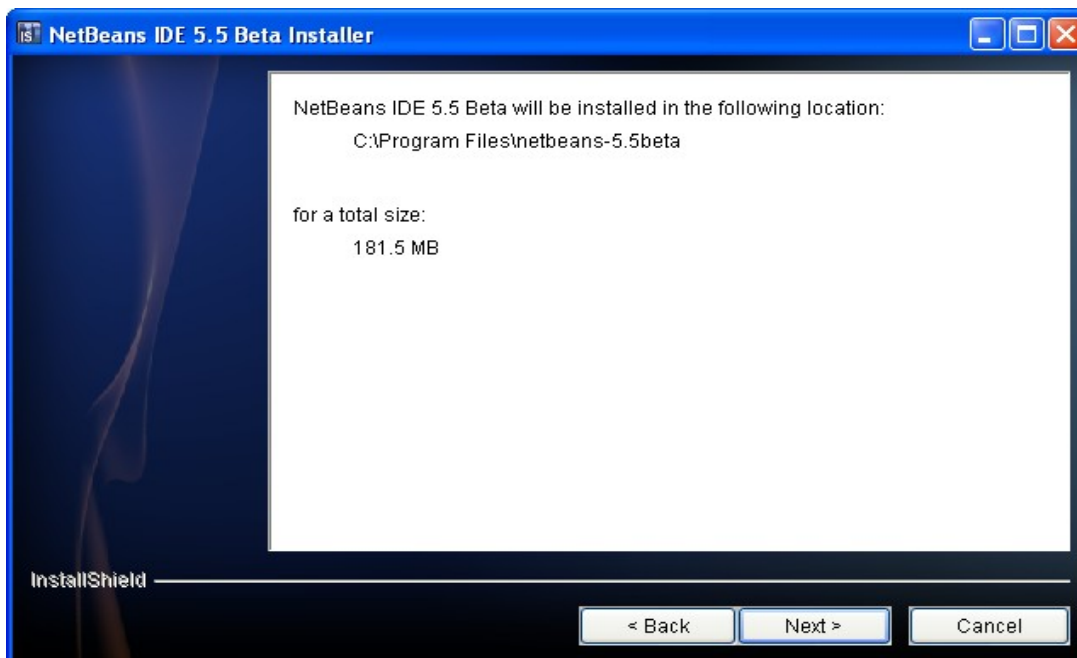 NetBeans IDE 5.5 Beta Installer
NetBeans IDE 5.5 Beta will be installed in the following location:
C:\Program Files\netbeans-5.5beta
for a total size:
181.5 MB
InstallShield
< Back
Next >
Cancel